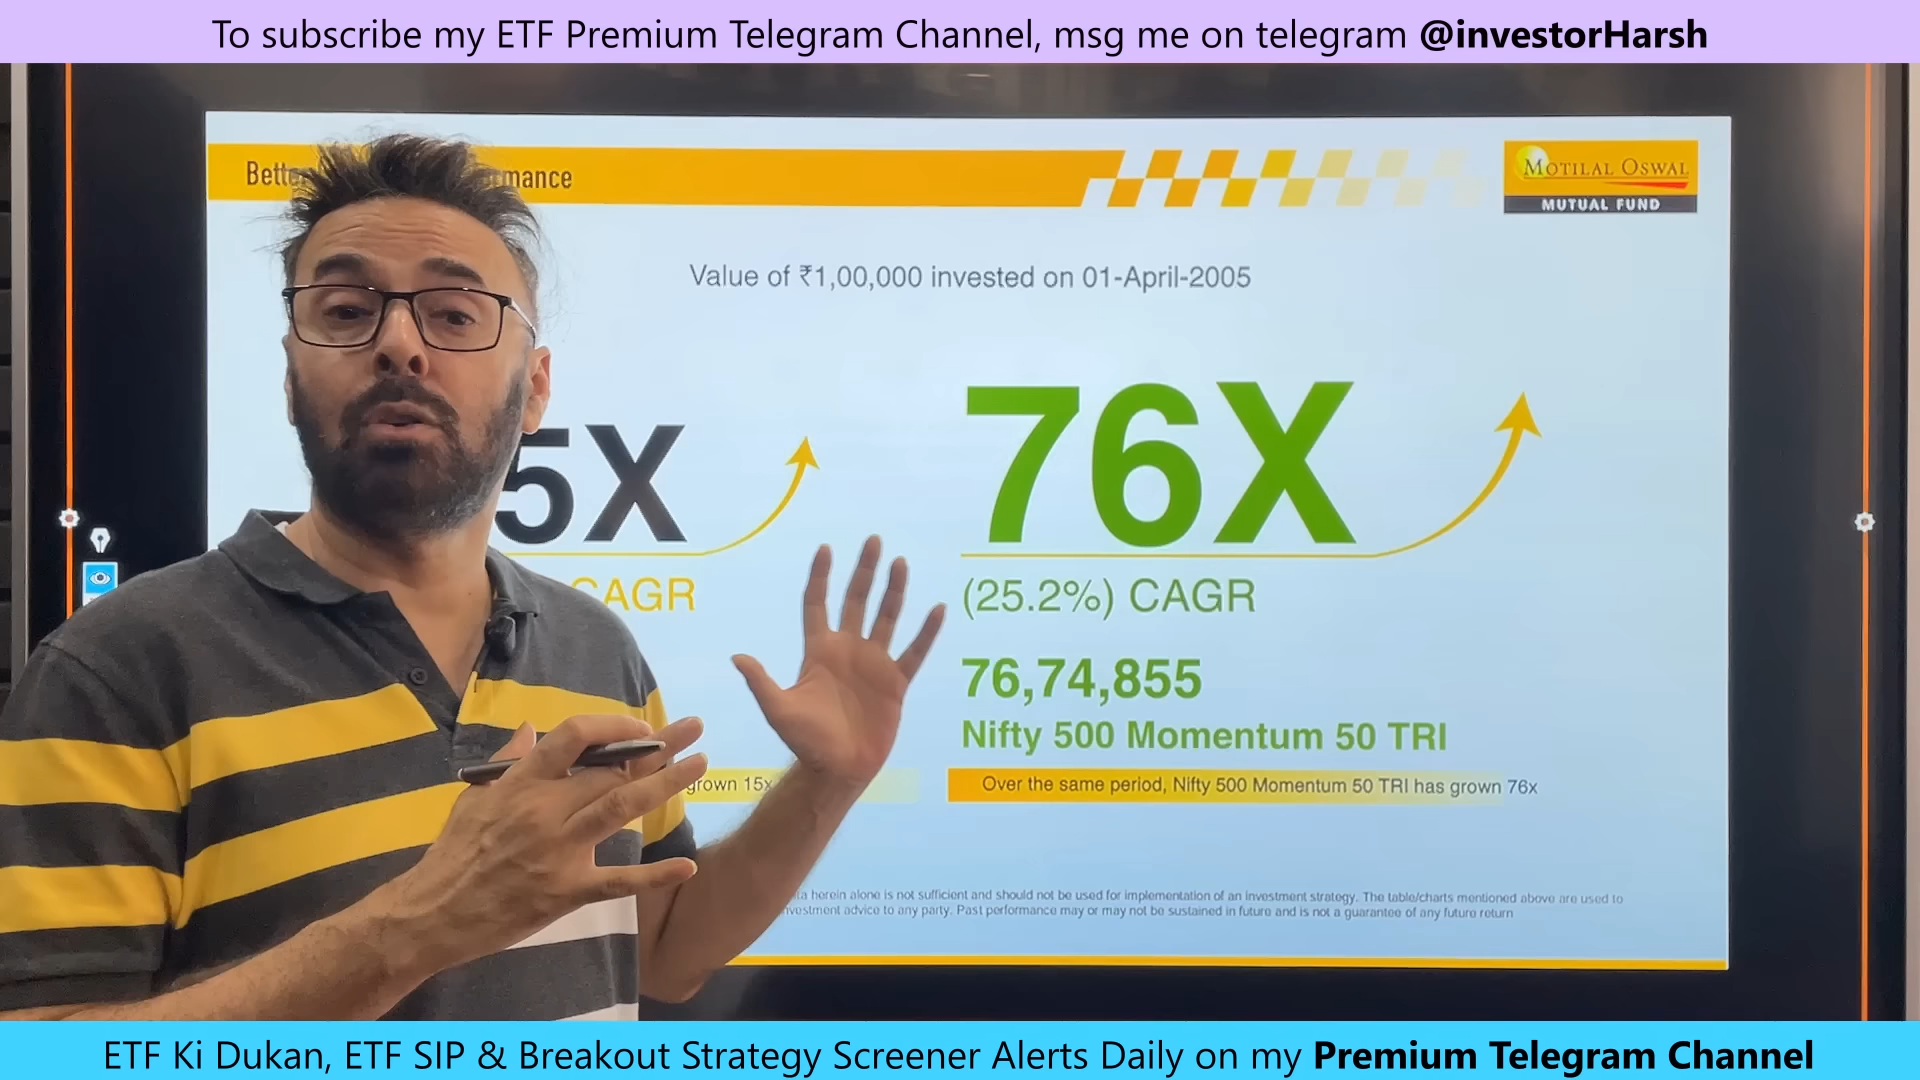 To subscribe my ETF Premium Telegram Channel, msg me on telegram @investorHarsh
mance
MOTILAL OSWAL
MUTUAL FUND
Value of ₹1,00,000 invested on 01-April-2005
5X
76X
CAGR
(25.2%) CAGR
76,74,855
Nifty 500 Momentum 50 TRI
grown 15x
Over the same period, Nifty 500 Momentum 50 TRI has grown 76x
herein alone is not sufficient and should not be used for implementation of an investment strategy. The table/charts mentioned above are used to
investment advice to any party. Past performance may or may not be sustained in future and is not a guarantee of any future return
ETF Ki Dukan, ETF SIP & Breakout Strategy Screener Alerts Daily on my Premium Telegram Channel